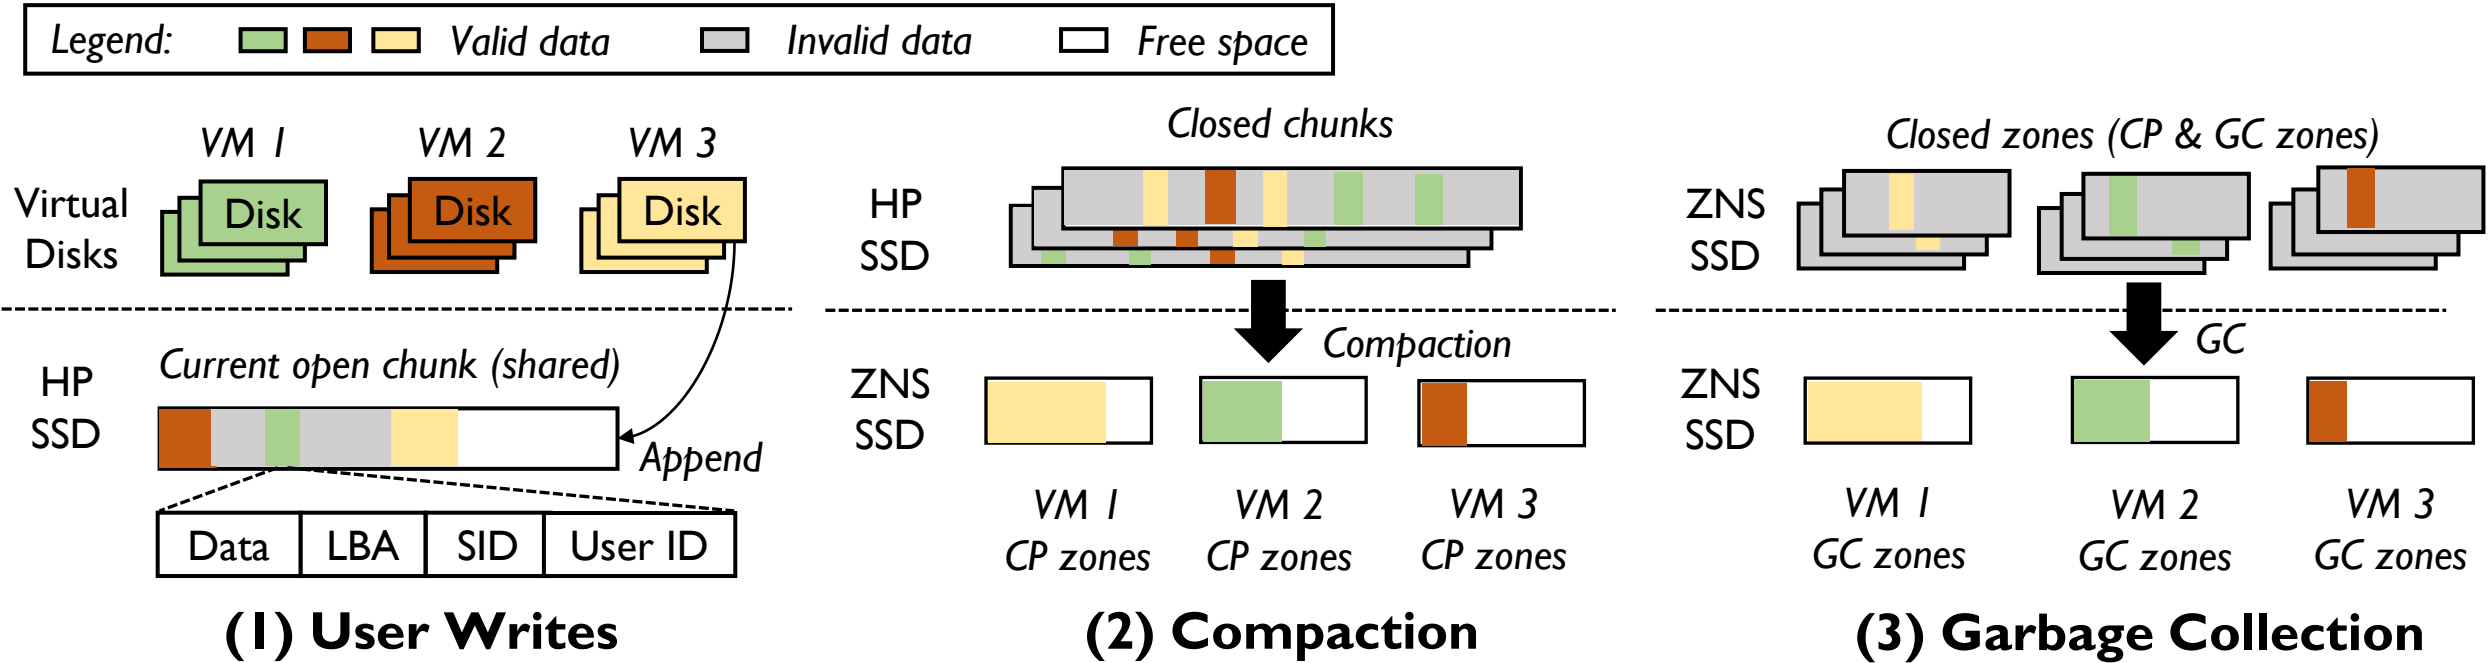 Legend: Valid data Invalid data Free space
VM 1 VM 2 VM 3
Virtual Disks
Disk Disk Disk
HP SSD
Current open chunk (shared)
Append
Data LBA SID User ID
(1) User Writes
Closed chunks
HP SSD
Compaction
ZNS SSD
VM 1 CP zones
VM 2 CP zones
VM 3 CP zones
(2) Compaction
Closed zones (CP & GC zones)
ZNS SSD
GC
ZNS SSD
VM 1 GC zones
VM 2 GC zones
VM 3 GC zones
(3) Garbage Collection